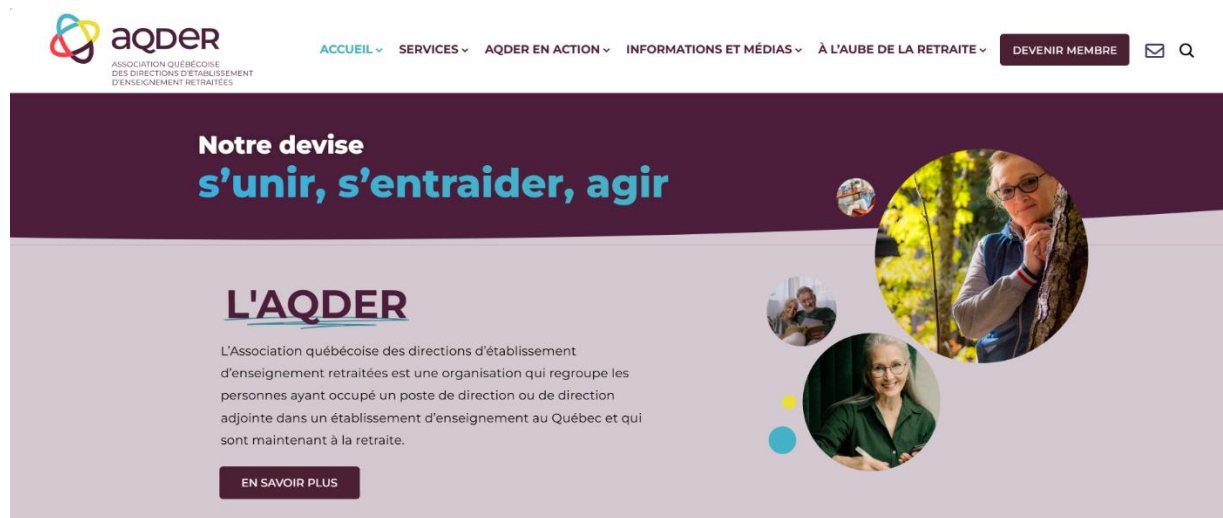 aqder
ASSOCIATION QUÉBÉCOISE
DES DIRECTIONS D'ÉTABLISSEMENT
D'ENSEIGNEMENT RETRAITÉES
ACCUEIL SERVICES AQDER EN ACTION INFORMATIONS ET MÉDIAS À L'AUBE DE LA RETRAITE DEVENIR MEMBRE
Notre devise
s'unir, s'entraider, agir
L'AQDER
L'Association québécoise des directions d'établissement
d'enseignement retraitées est une organisation qui regroupe les
personnes ayant occupé un poste de direction ou de direction
adjointe dans un établissement d'enseignement au Québec et qui
sont maintenant à la retraite.
EN SAVOIR PLUS